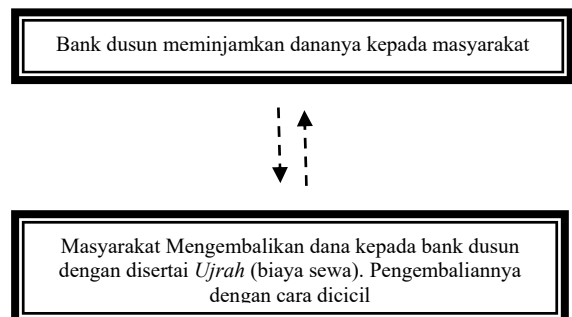 Bank dusun meminjamkan dananya kepada masyarakat
Masyarakat Mengembalikan dana kepada bank dusun
dengan disertai Ujrah (biaya sewa). Pengembaliannya
dengan cara dicicil